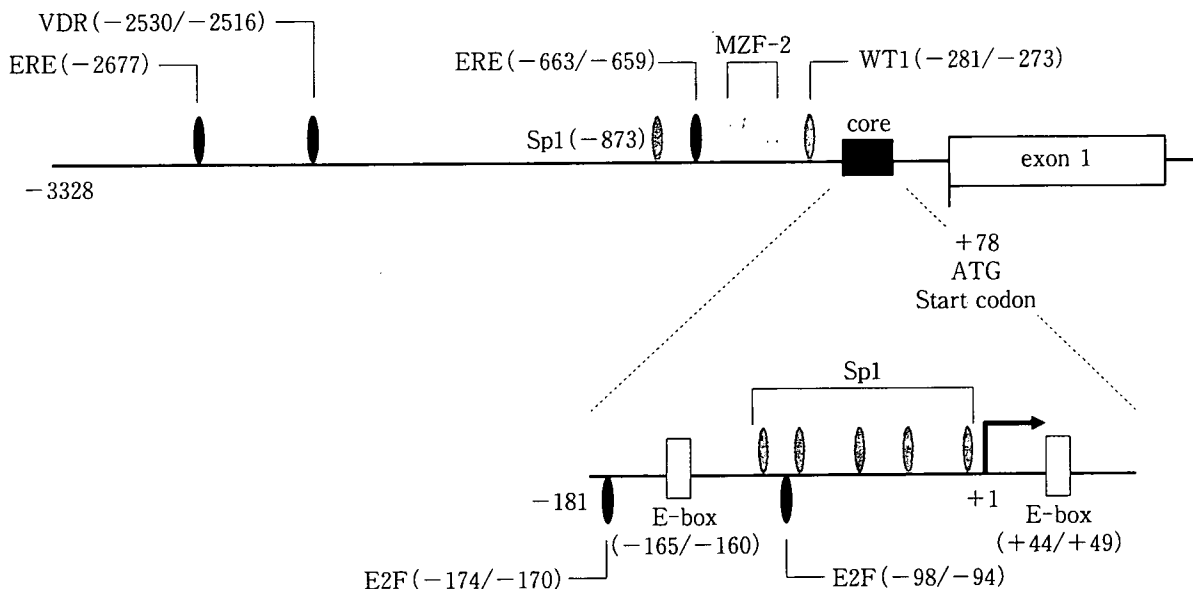 VDR(−2530/−2516)
MZF-2
ERE(−2677)
ERE(−663/−659)
WT1(−281/−273)
Sp1(−873)
core
exon 1
−3328
+78
ATG
Start codon
Sp1
−181
+1
E-box
(−165/−160)
E-box
(+44/+49)
E2F(−174/−170)
E2F(−98/−94)